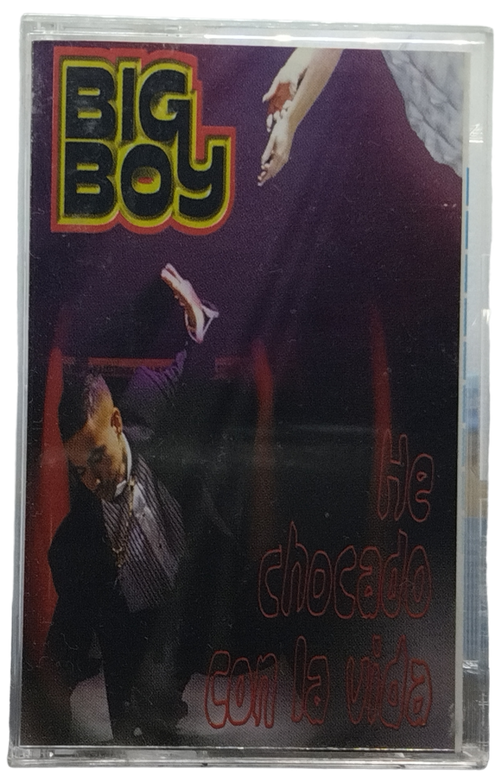 BIG
BOY
He
chocado
con la vida